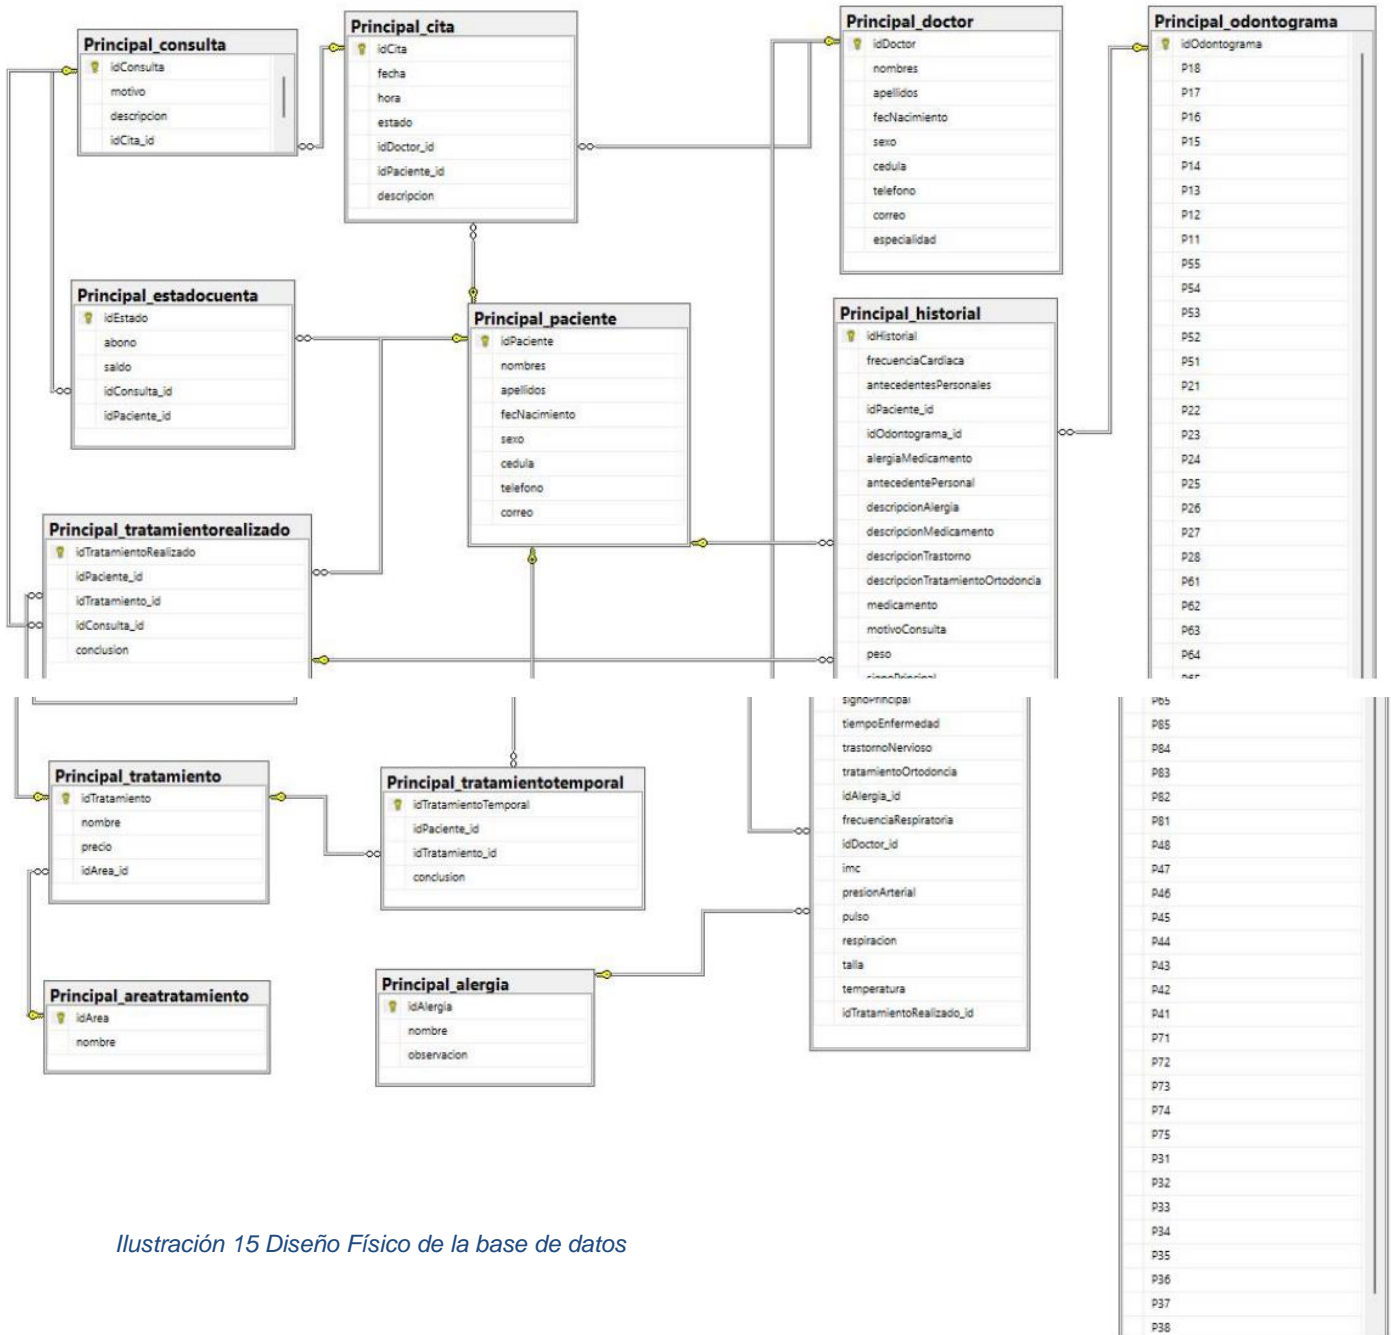 Principal_consulta
idConsulta
motivo
descripcion
idCita_id
Principal_cita
idCita
fecha
hora
estado
idDoctor_id
idPaciente_id
descripcion
Principal_doctor
idDoctor
nombres
apellidos
fecNacimiento
sexo
cedula
telefono
correo
especialidad
Principal_odontograma
idOdontograma
P18
P17
P16
P15
P14
P13
P12
P11
P55
P54
P53
P52
P51
P21
P22
P23
P24
P25
P26
P27
P28
P61
P62
P63
P64
P65
Principal_estadocuenta
idEstado
abono
saldo
idConsulta_id
idPaciente_id
Principal_paciente
idPaciente
nombres
apellidos
fecNacimiento
sexo
cedula
telefono
correo
Principal_historial
idHistorial
frecuenciaCardiaca
antecedentesPersonales
idPaciente_id
idOdontograma_id
alergiaMedicamento
antecedentePersonal
descripcionAlergia
descripcionMedicamento
descripcionTrastorno
descripcionTratamientoOrtodoncia
medicamento
motivoConsulta
peso
signoPrincipal
Principal_tratamientorealizado
idTratamientoRealizado
idPaciente_id
idTratamiento_id
idConsulta_id
conclusion
signoPrincipal
tiempoEnfermedad
trastornoNervioso
tratamientoOrtodoncia
idAlergia_id
frecuenciaRespiratoria
idDoctor_id
imc
presionArterial
pulso
respiracion
talla
temperatura
idTratamientoRealizado_id
P65
P85
P84
P83
P82
P81
P48
P47
P46
P45
P44
P43
P42
P41
P71
P72
P73
P74
P75
P31
P32
P33
P34
P35
P36
P37
P38
Principal_tratamiento
idTratamiento
nombre
precio
idArea_id
Principal_tratamientotemporal
idTratamientoTemporal
idPaciente_id
idTratamiento_id
conclusion
Principal_areatratamiento
idArea
nombre
Principal_alergia
idAlergia
nombre
observacion
Ilustración 15 Diseño Físico de la base de datos